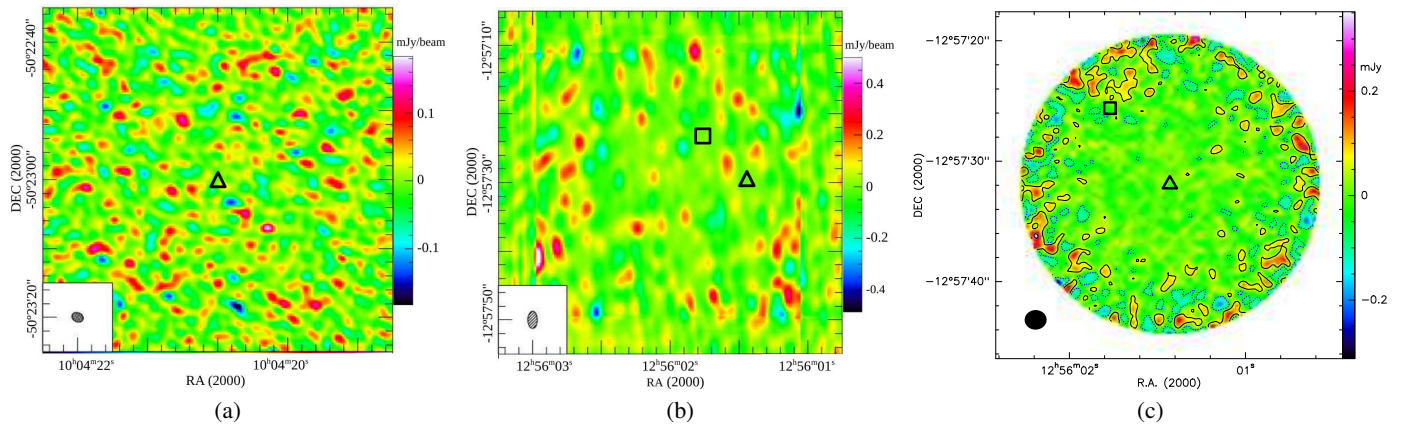 mJy/beam
0.1
0
-0.1
-50°22'40"
-50°23'00"
-50°23'20"
DEC (2000)
10ʰ04ᵐ22ˢ
10ʰ04ᵐ20ˢ
RA (2000)
(a)
mJy/beam
0.4
0.2
0
-0.2
-0.4
-12°57'10"
-12°57'30"
-12°57'50"
DEC (2000)
12ʰ56ᵐ03ˢ
12ʰ56ᵐ02ˢ
12ʰ56ᵐ01ˢ
RA (2000)
(b)
mJy
0.2
0
−0.2
−12°57'20"
−12°57'30"
−12°57'40"
DEC (2000)
12ʰ56ᵐ02ˢ
01ˢ
R.A. (2000)
(c)